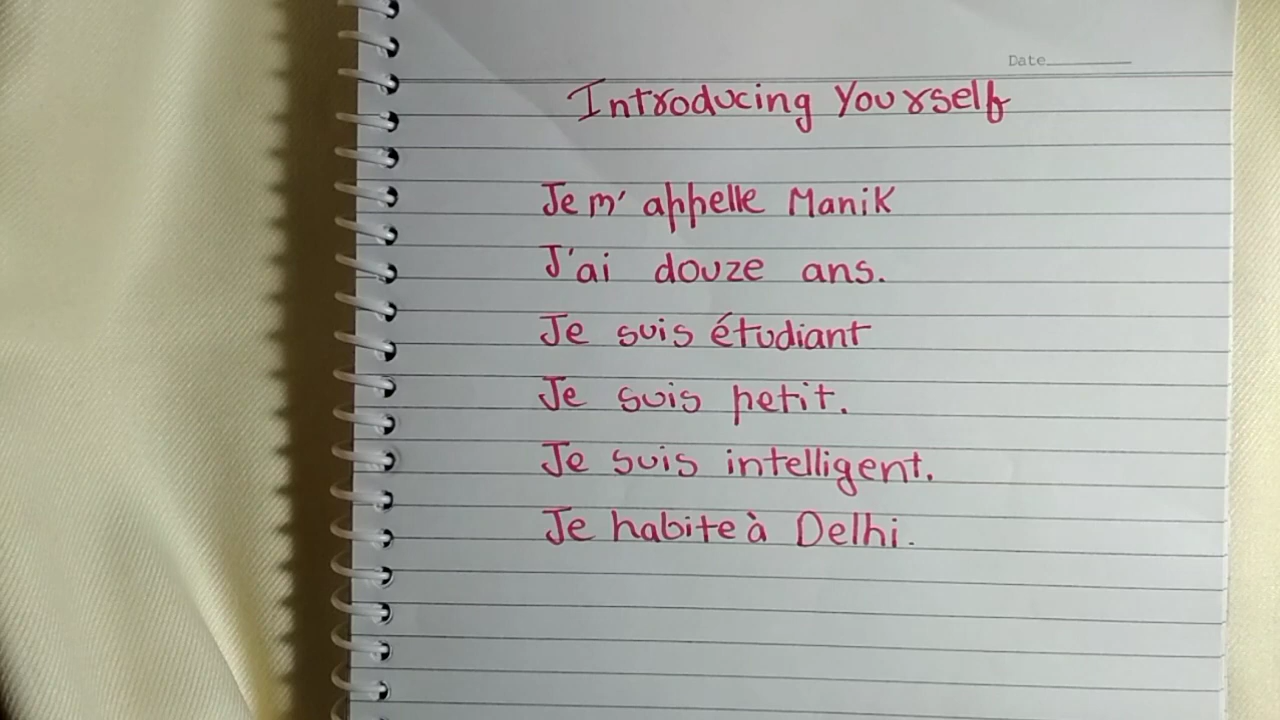 Date
Introducing Yourself
Je m' appelle Manik
J'ai douze ans.
Je suis étudiant
Je suis petit.
Je suis intelligent.
Je habite à Delhi.